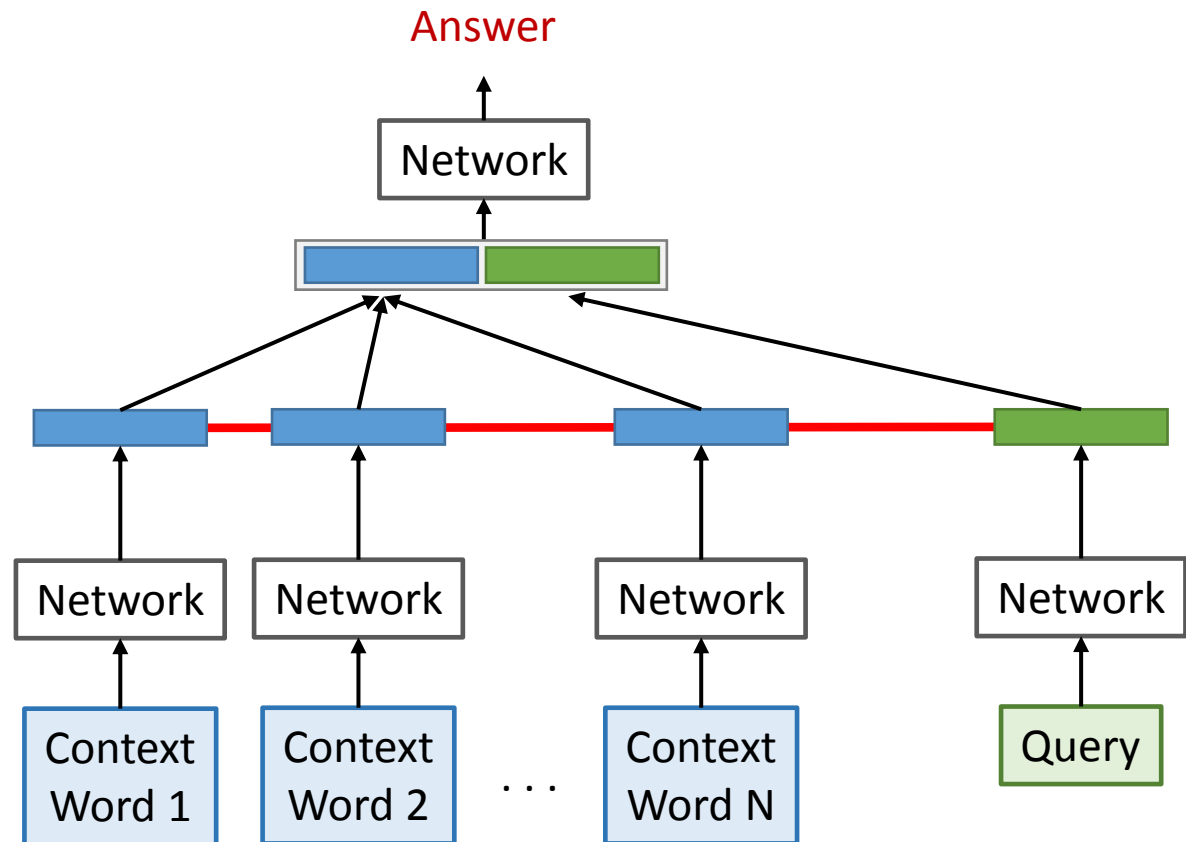 Answer
Network
Network
Network
Network
Network
Context
Word 1
Context
Word 2
. . .
Context
Word N
Query